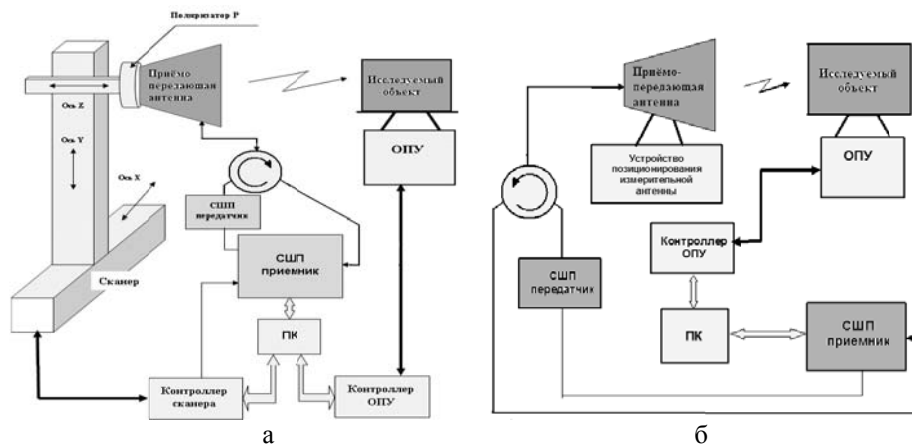 Поляризатор Р
Приёмо-
передающая
антенна
Исследуемый
объект
ОПУ
Ось Z
Ось Y
Ось X
СШП
передатчик
СШП
приемник
Сканер
ПК
Контроллер
сканера
Контроллер
ОПУ
а
Приёмо-
передающая
антенна
Исследуемый
объект
Устройство
позиционирования
измерительной
антенны
ОПУ
Контроллер
ОПУ
СШП
передатчик
ПК
СШП
приемник
б